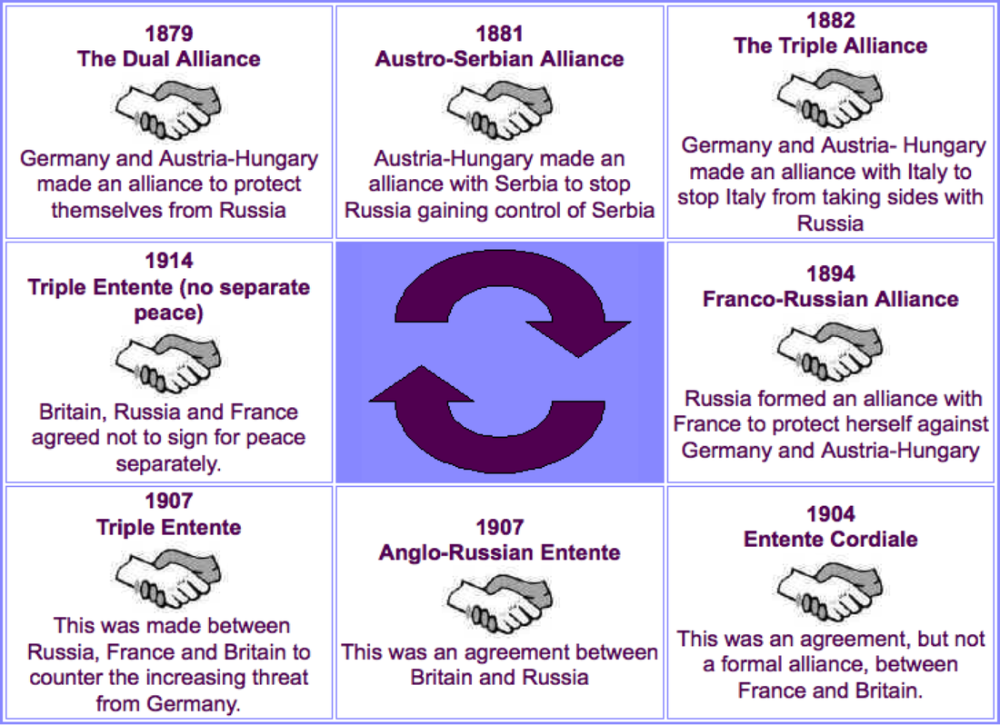 1879
The Dual Alliance
Germany and Austria-Hungary
made an alliance to protect
themselves from Russia
1881
Austro-Serbian Alliance
Austria-Hungary made an
alliance with Serbia to stop
Russia gaining control of Serbia
1882
The Triple Alliance
Germany and Austria- Hungary
made an alliance with Italy to
stop Italy from taking sides with
Russia
1914
Triple Entente (no separate
peace)
Britain, Russia and France
agreed not to sign for peace
separately.
1894
Franco-Russian Alliance
Russia formed an alliance with
France to protect herself against
Germany and Austria-Hungary
1907
Triple Entente
This was made between
Russia, France and Britain to
counter the increasing threat
from Germany.
1907
Anglo-Russian Entente
This was an agreement between
Britain and Russia
1904
Entente Cordiale
This was an agreement, but not
a formal alliance, between
France and Britain.